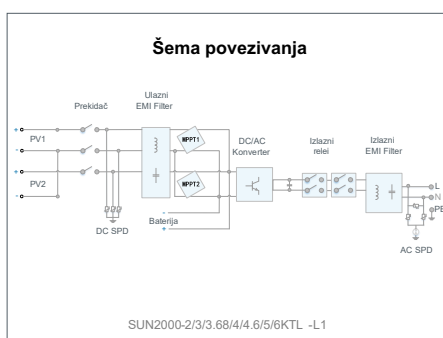 Šema povezivanja
Ulazni
EMI Filter
Prekidač
MPPT1
DC/AC
Konverter
Izlazni
relei
Izlazni
EMI Filter
+
PV1
-
+
PV2
-
MPPT2
L
N
PE
-
Baterija
+
DC SPD
AC SPD
SUN2000-2/3/3.68/4/4.6/5/6KTL -L1